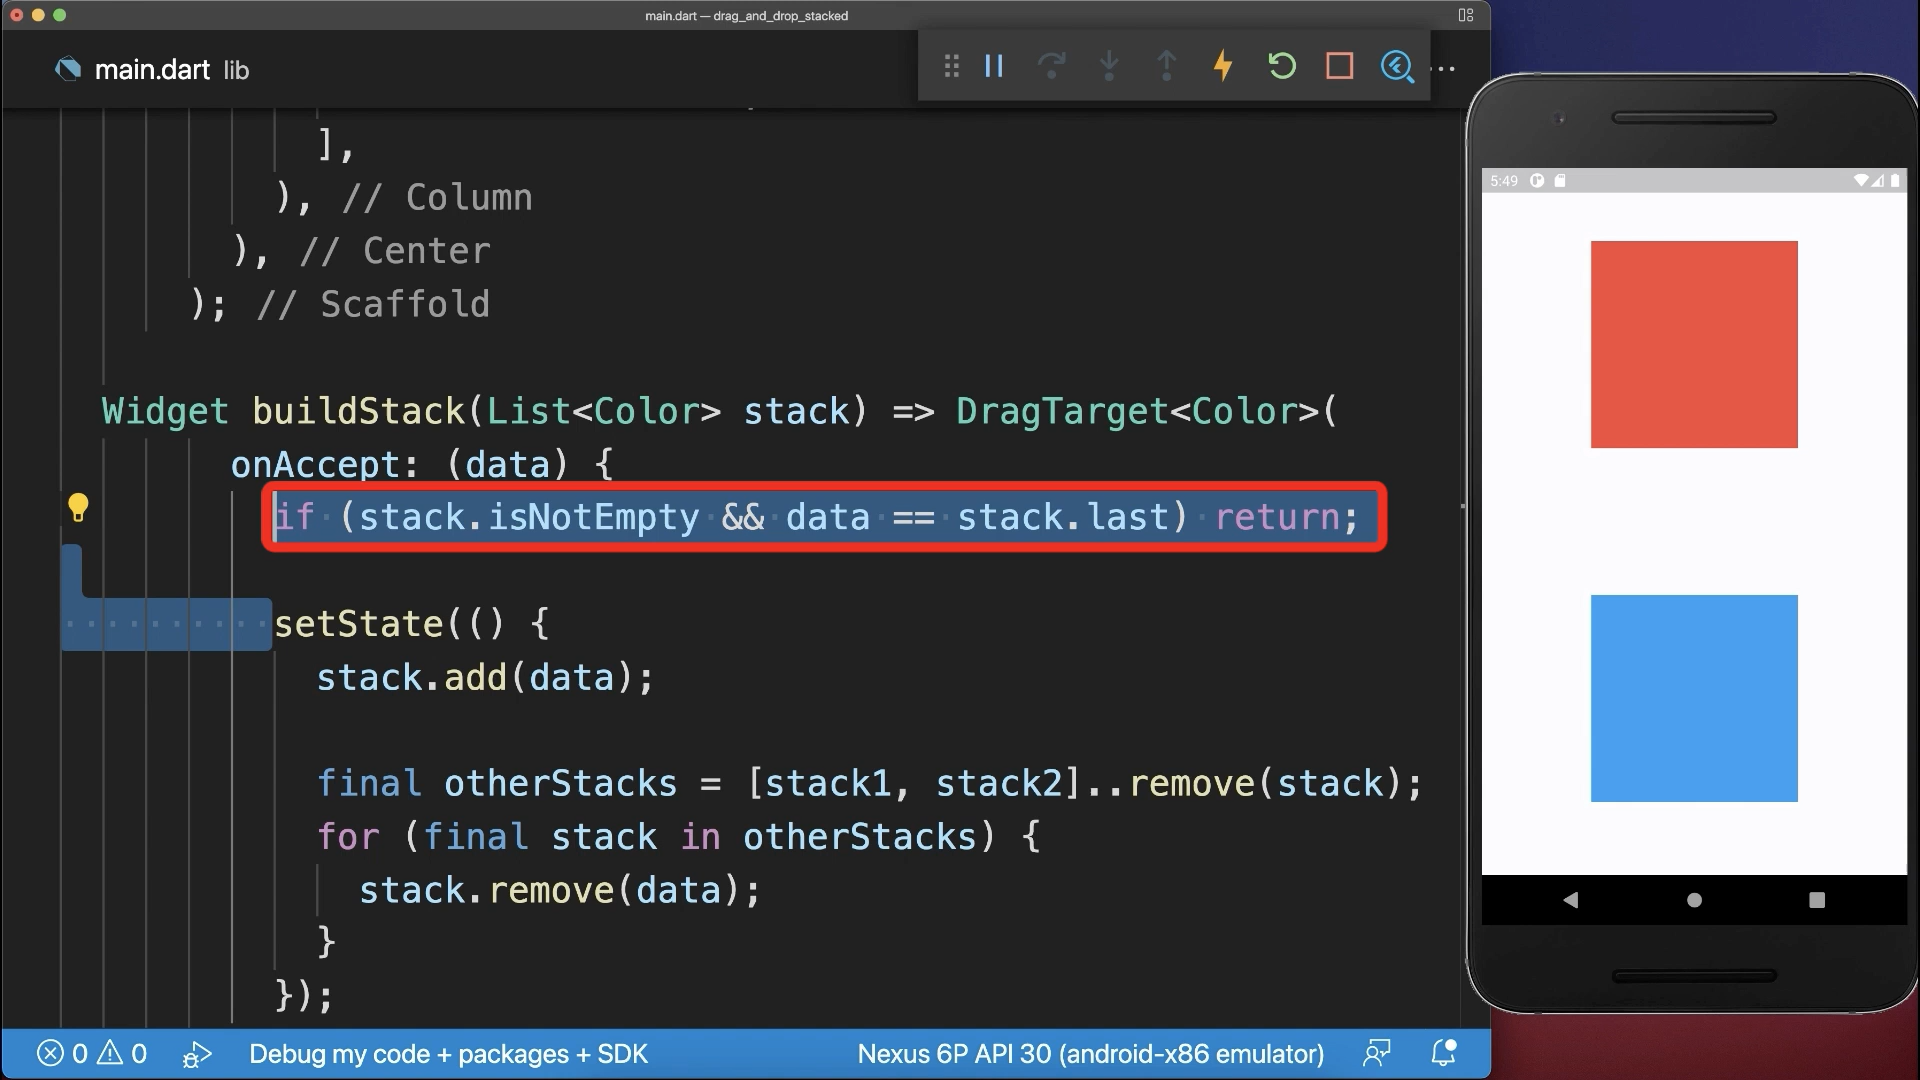 main.dart — drag_and_drop_stacked
main.dart lib
],
), // Column
), // Center
); // Scaffold
Widget buildStack(List<Color> stack) => DragTarget<Color>(
onAccept: (data) {
if (stack.isNotEmpty && data == stack.last) return;
setState(() {
stack.add(data);
final otherStacks = [stack1, stack2]..remove(stack);
for (final stack in otherStacks) {
stack.remove(data);
}
});
5:49
0 0 Debug my code + packages + SDK Nexus 6P API 30 (android-x86 emulator)